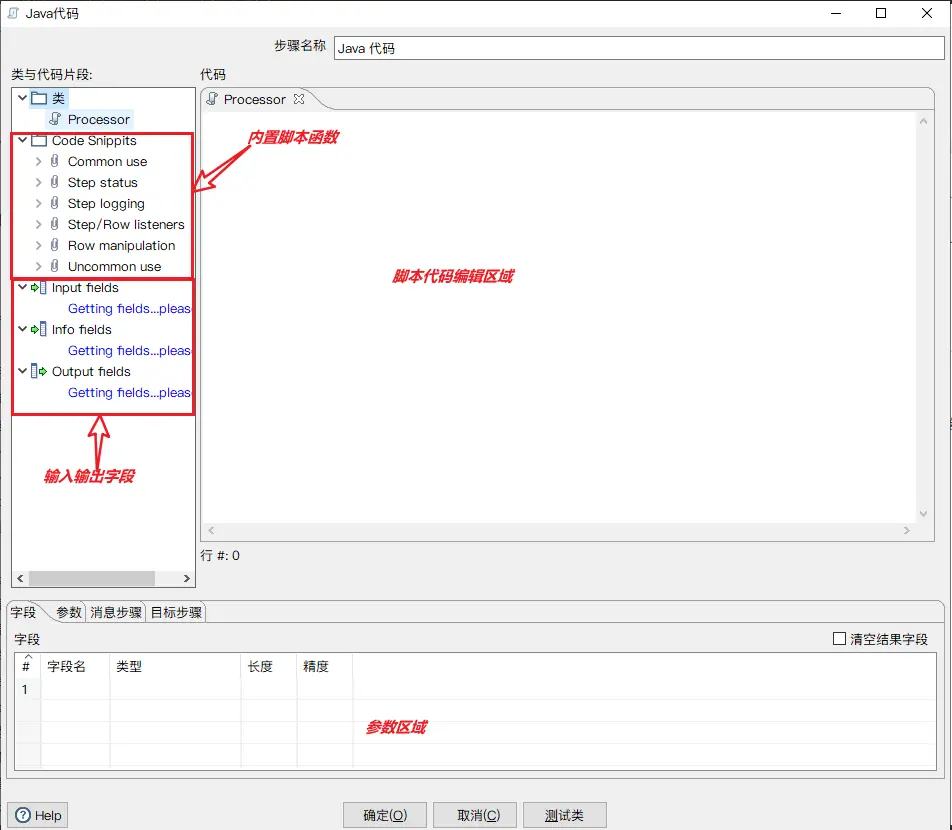 Java代码
步骤名称 Java 代码
类与代码片段:
代码
类
Processor
Code Snippits
Common use
Step status
Step logging
Step/Row listeners
Row manipulation
Uncommon use
Input fields
Getting fields...pleas
Info fields
Getting fields...pleas
Output fields
Getting fields...pleas
输入输出字段
Processor
内置脚本函数
脚本代码编辑区域
行 #: 0
字段 参数 消息步骤 目标步骤
字段
清空结果字段
# 字段名 类型 长度 精度
1
参数区域
Help 确定(O) 取消(C) 测试类